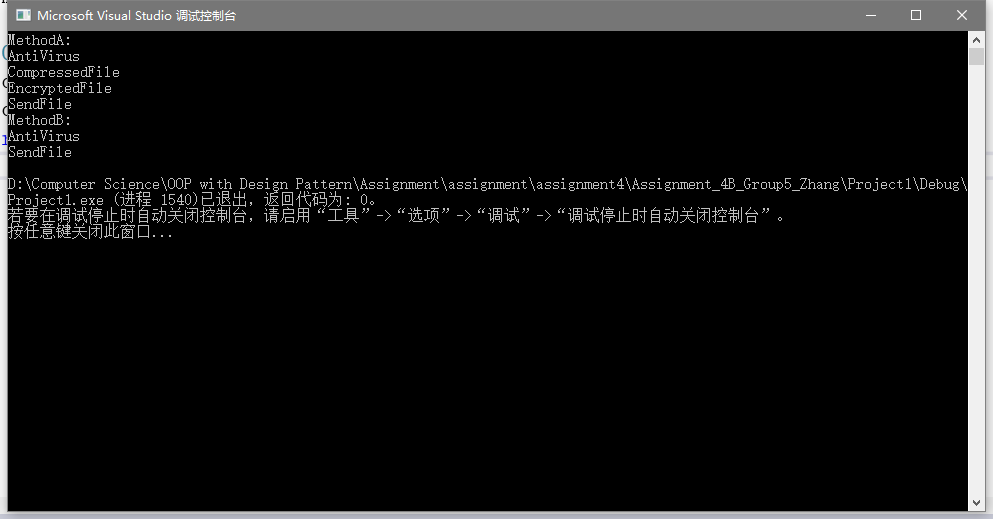 Microsoft Visual Studio 调试控制台
MethodA:
AntiVirus
CompressedFile
EncryptedFile
SendFile
MethodB:
AntiVirus
SendFile
D:\Computer Science\OOP with Design Pattern\Assignment\assignment\assignment4\Assignment_4B_Group5_Zhang\Project1\Debug\
Project1.exe (进程 1540)已退出，返回代码为: 0。
若要在调试停止时自动关闭控制台，请启用“工具”->“选项”->“调试”->“调试停止时自动关闭控制台”。
按任意键关闭此窗口...